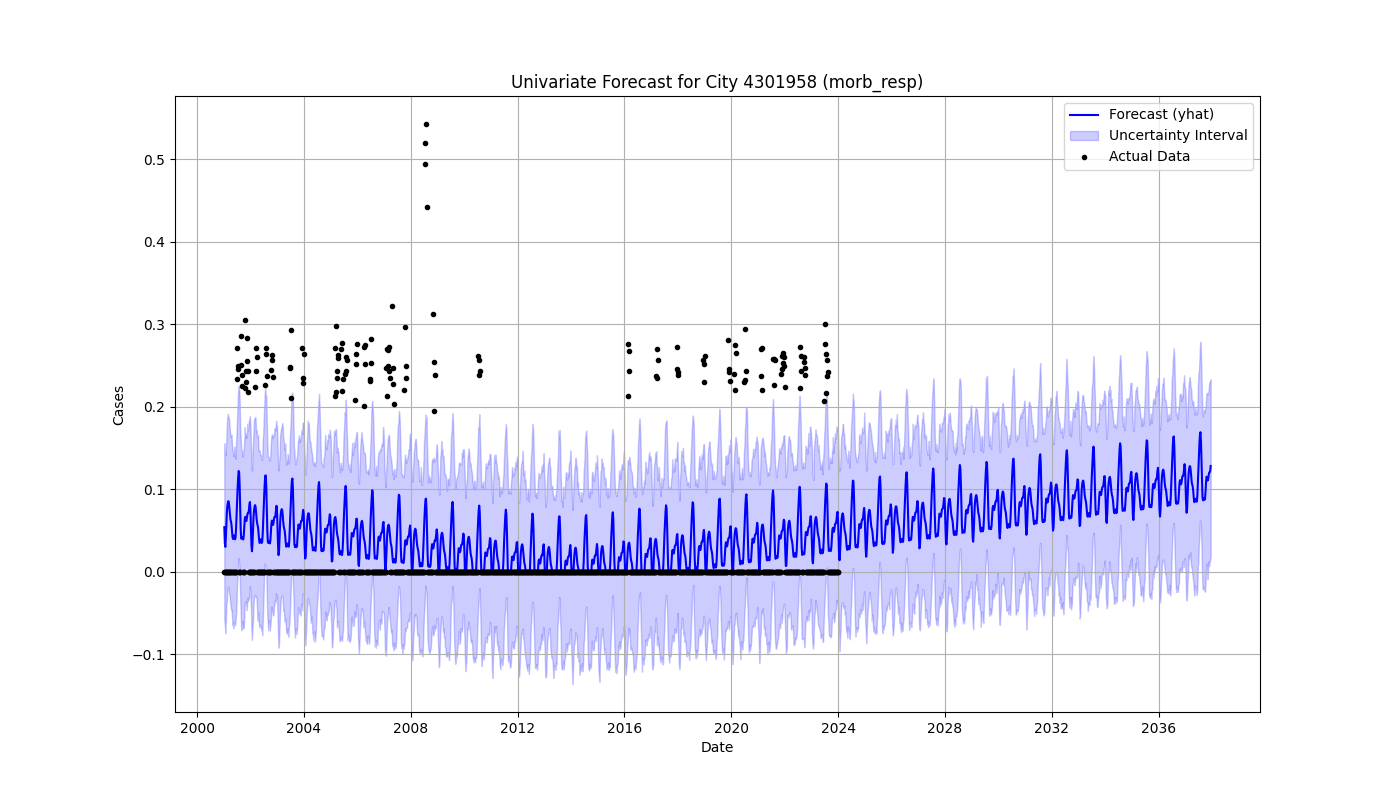 Univariate Forecast for City 4301958 (morb_resp)
Forecast (yhat)
Uncertainty Interval
Actual Data
Cases
0.5
0.4
0.3
0.2
0.1
0.0
−0.1
2000 2004 2008 2012 2016 2020 2024 2028 2032 2036
Date